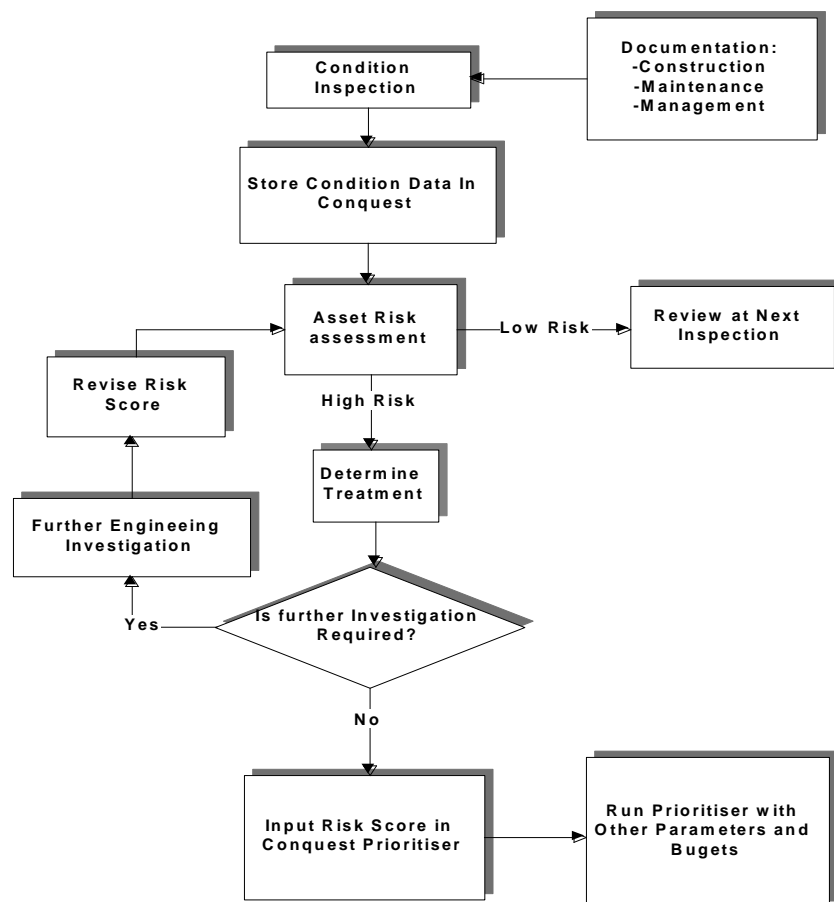 Condition
Inspection
Documentation:
-Construction
-Maintenance
-Management
Store Condition Data In
Conquest
Asset Risk
assessment
Low Risk
Review at Next
Inspection
Revise Risk
Score
High Risk
Determine
Treatment
Further Engineeing
Investigation
Is further Investigation
Required?
Yes
No
Input Risk Score in
Conquest Prioritiser
Run Prioritiser with
Other Parameters and
Bugets